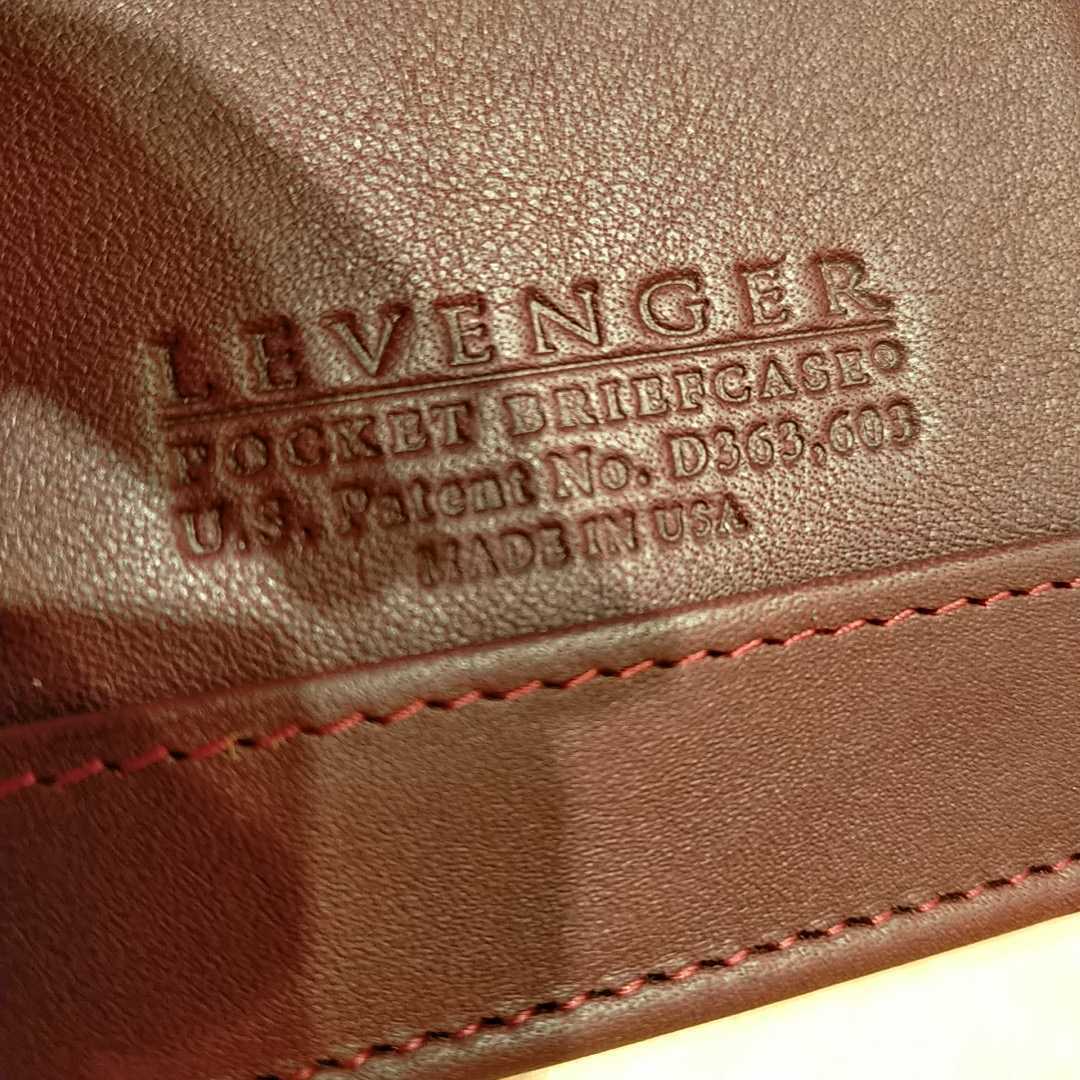 LEVENGER
POCKET BRIEFCASE®
U.S. Patent No. D363,603
MADE IN USA